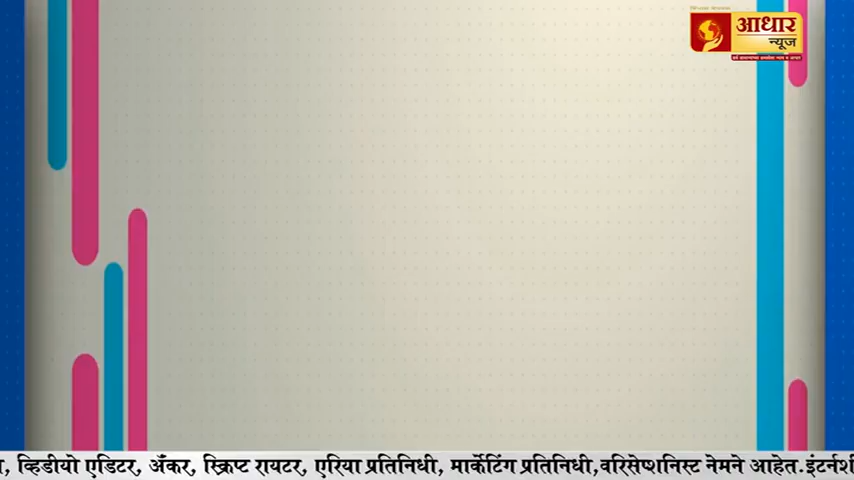 आधार
न्यूज
, व्हिडीयो एडिटर, अँकर, स्क्रिप्ट रायटर, एरिया प्रतिनिधी, मार्केटिंग प्रतिनिधी,वरिसेप्शनिस्ट नेमने आहेत.इंटर्नशी